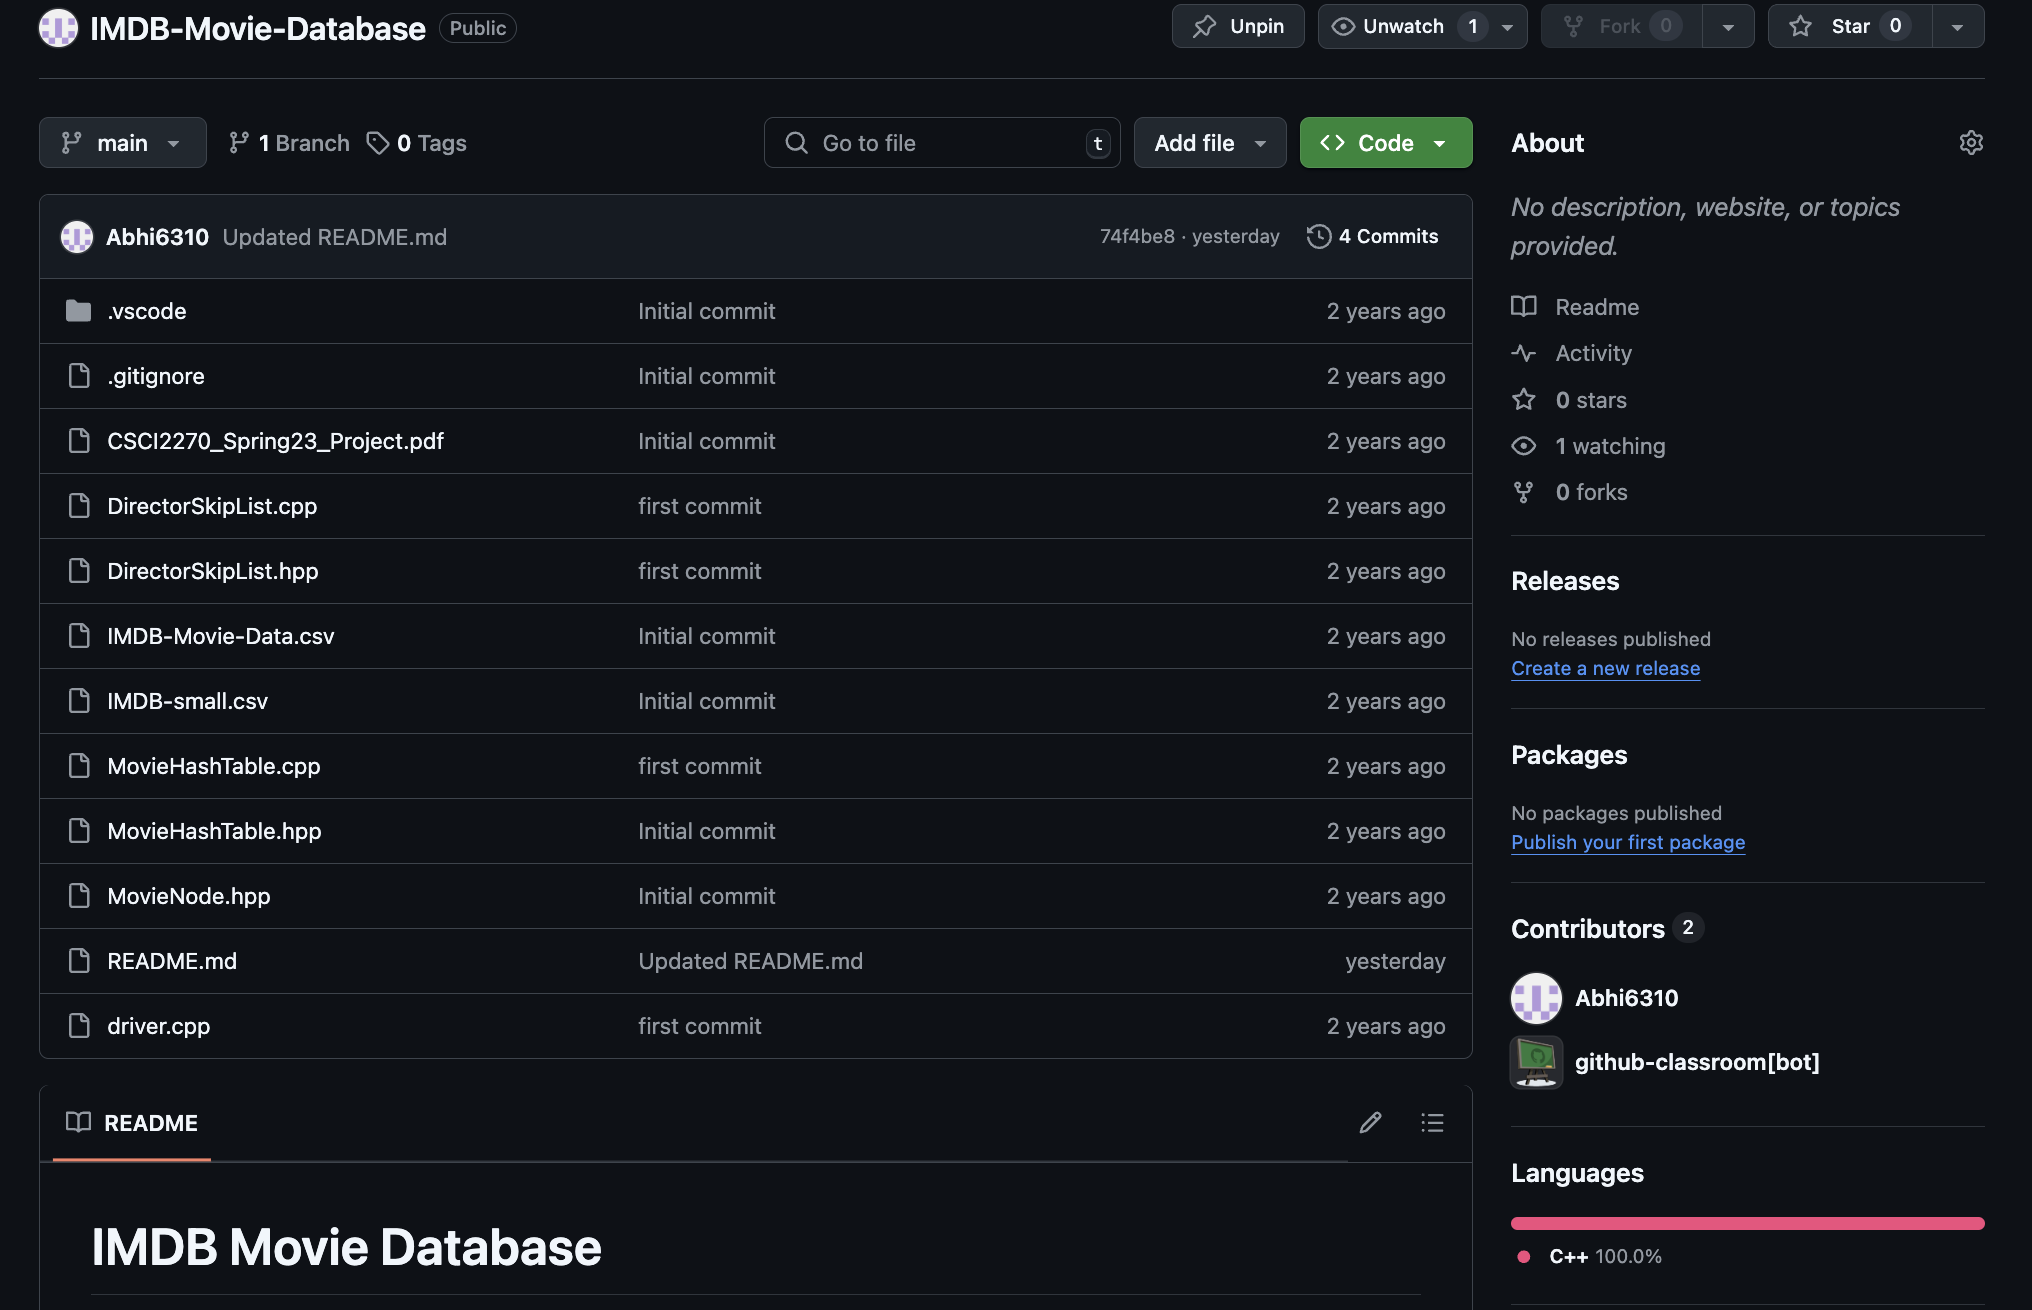 IMDB-Movie-Database Public Unpin Unwatch 1 Fork 0 Star 0
main 1 Branch 0 Tags Go to file t Add file Code
Abhi6310 Updated README.md 74f4be8 · yesterday 4 Commits
.vscode Initial commit 2 years ago
.gitignore Initial commit 2 years ago
CSCI2270_Spring23_Project.pdf Initial commit 2 years ago
DirectorSkipList.cpp first commit 2 years ago
DirectorSkipList.hpp first commit 2 years ago
IMDB-Movie-Data.csv Initial commit 2 years ago
IMDB-small.csv Initial commit 2 years ago
MovieHashTable.cpp first commit 2 years ago
MovieHashTable.hpp Initial commit 2 years ago
MovieNode.hpp Initial commit 2 years ago
README.md Updated README.md yesterday
driver.cpp first commit 2 years ago
README
IMDB Movie Database
About
No description, website, or topics
provided.
Readme
Activity
0 stars
1 watching
0 forks
Releases
No releases published
Create a new release
Packages
No packages published
Publish your first package
Contributors 2
Abhi6310
github-classroom[bot]
Languages
C++ 100.0%